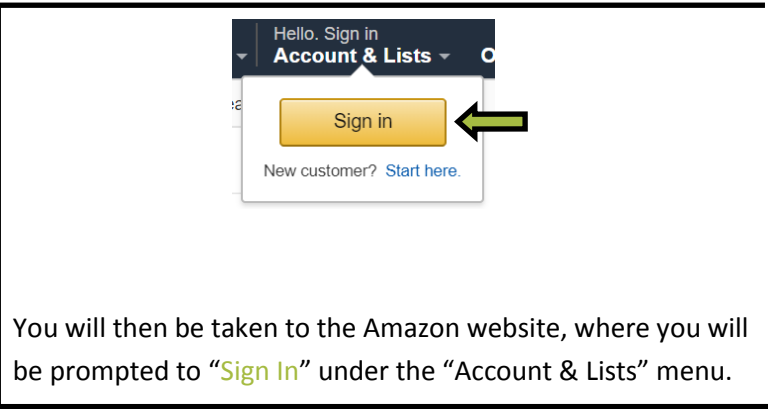 Hello. Sign in
Account & Lists
Sign in
New customer? Start here.
You will then be taken to the Amazon website, where you will
be prompted to “Sign In” under the “Account & Lists” menu.